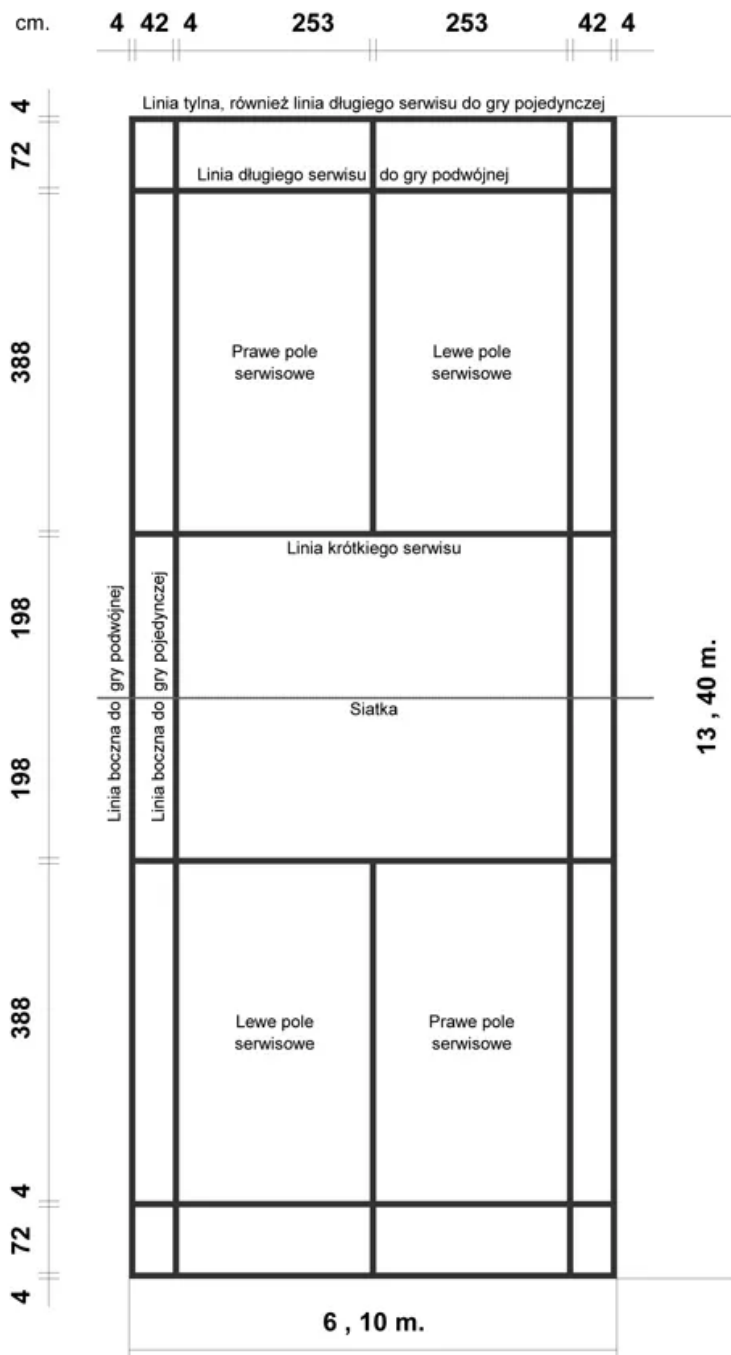 cm. 4 42 4 253 253 42 4
4
Linia tylna, również linia długiego serwisu do gry pojedynczej
72
Linia długiego serwisu do gry podwójnej
388
Prawe pole
serwisowe
Lewe pole
serwisowe
Linia krótkiego serwisu
198
Linia boczna do gry podwójnej
Linia boczna do gry pojedynczej
13 , 40 m.
Siatka
198
388
Lewe pole
serwisowe
Prawe pole
serwisowe
4
72
4
6 , 10 m.